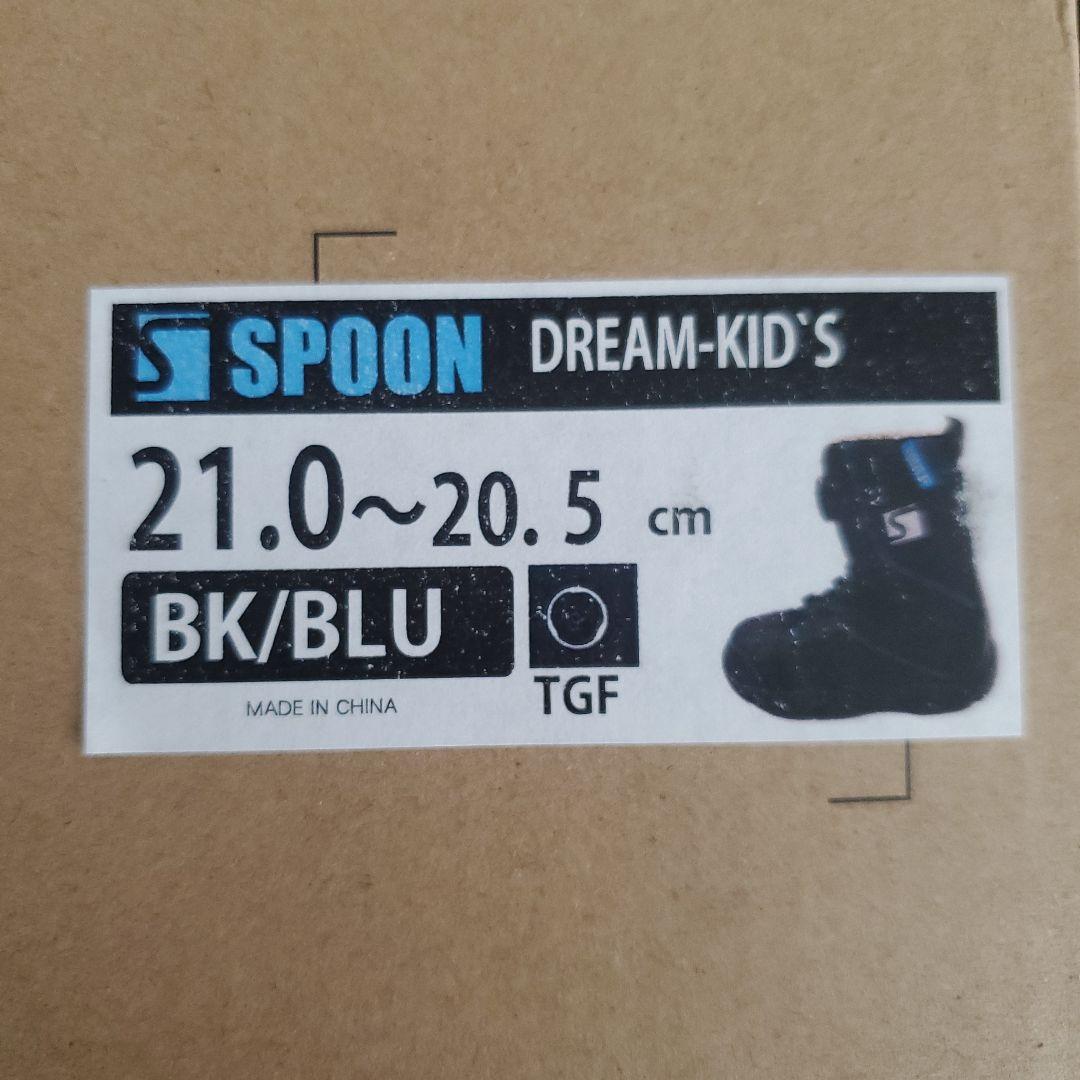 S SPOON DREAM-KID`S
21.0~20.5 cm
BK/BLU
TGF
MADE IN CHINA